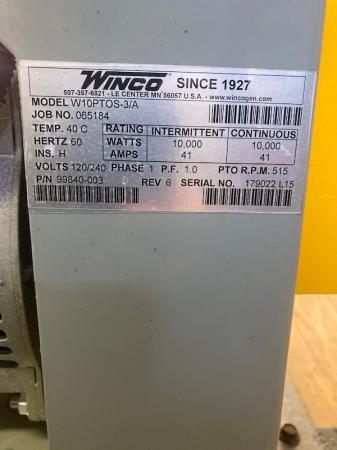 WINCO SINCE 1927
507-357-6821 - LE CENTER MN 56057 U.S.A. - www.wincogen.com
MODEL W10PTOS-3/A
JOB NO. 065184
TEMP. 40 C RATING INTERMITTENT CONTINUOUS
HERTZ 60 WATTS 10,000 10,000
INS. H AMPS 41 41
VOLTS 120/240 PHASE 1 P.F. 1.0 PTO R.P.M. 515
P/N 99840-003 REV 6 SERIAL NO. 179022 L15